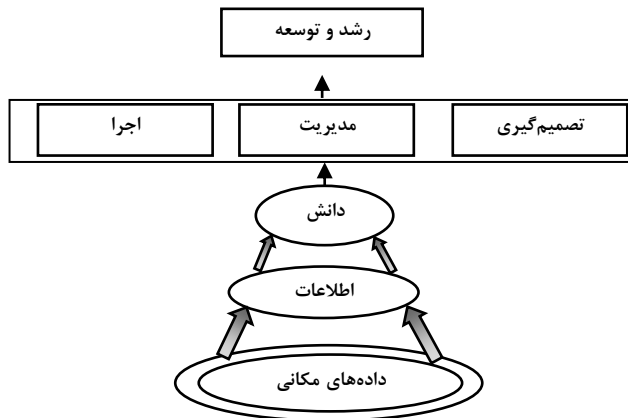 رشد و توسعه
تصمیم‌گیری
مدیریت
اجرا
دانش
اطلاعات
داده‌های مکانی